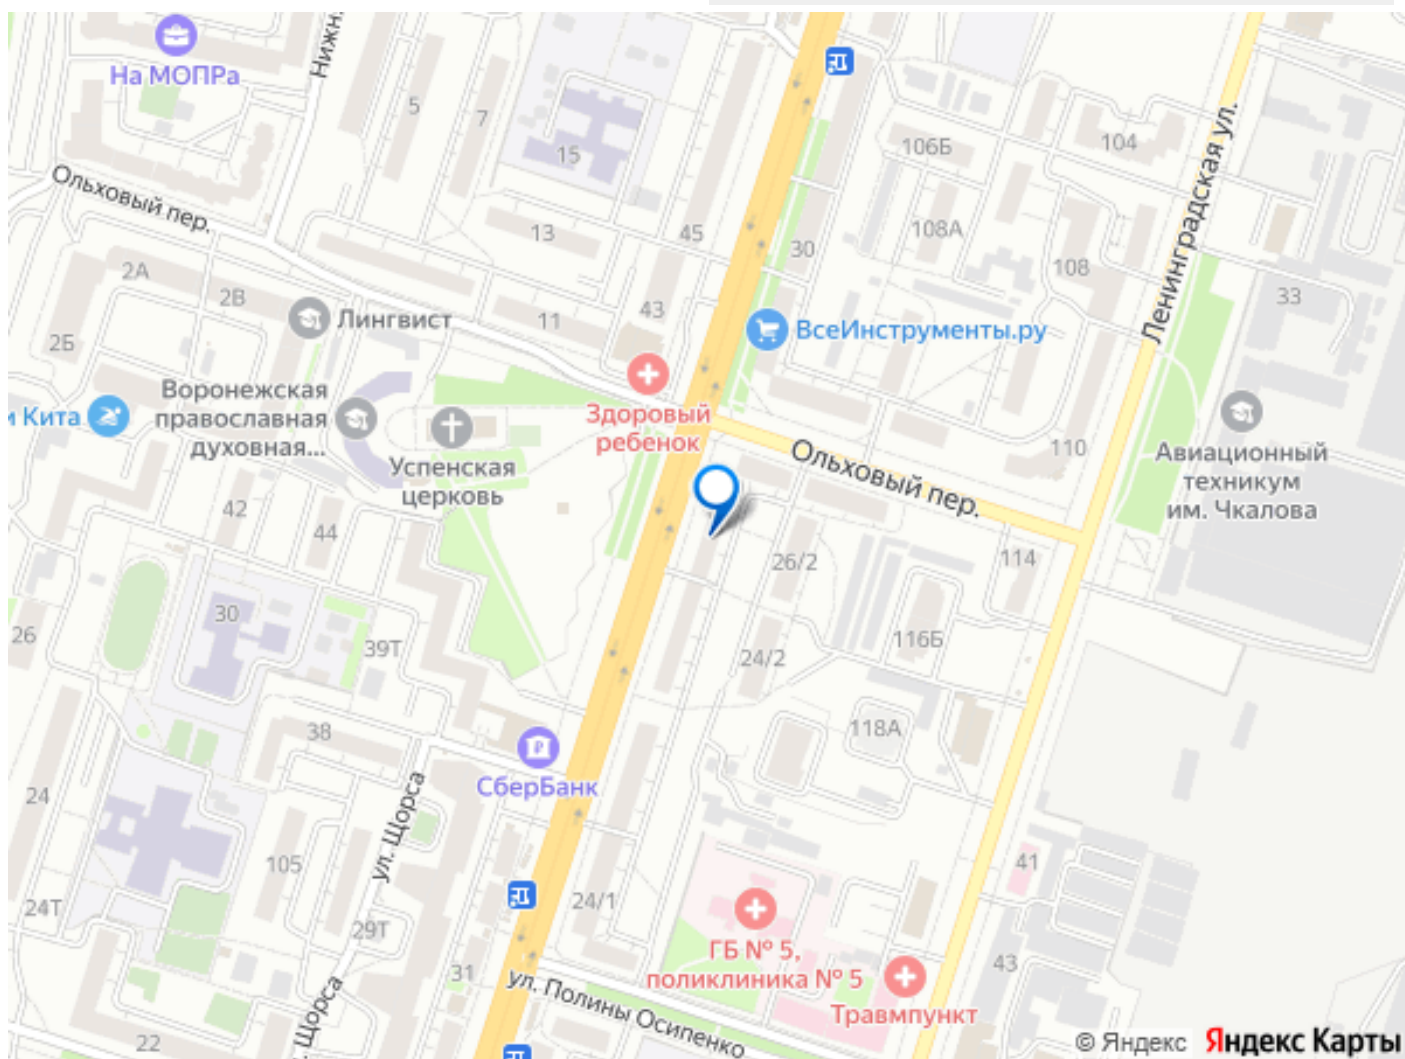 На МОПРа
Нижн
5
7
15
106Б
104
Ленинградская ул.
Ольховый пер.
13
45
30
108А
108
33
2А
2В
Лингвист
11
43
ВсеИнструменты.ру
2Б
Воронежская
православная
духовная...
и Кита
Успенская
церковь
Здоровый
ребенок
Ольховый пер.
110
Авиационный
техникум
им. Чкалова
42
44
26/2
114
30
26
39Т
24/2
116Б
38
118А
СберБанк
24
ул. Щорса
105
41
24Т
29Т
24/1
ГБ № 5,
поликлиника № 5
31
43
ул. Полины Осипенко
Травмпункт
. Щорса
22
© Яндекс Яндекс Карты